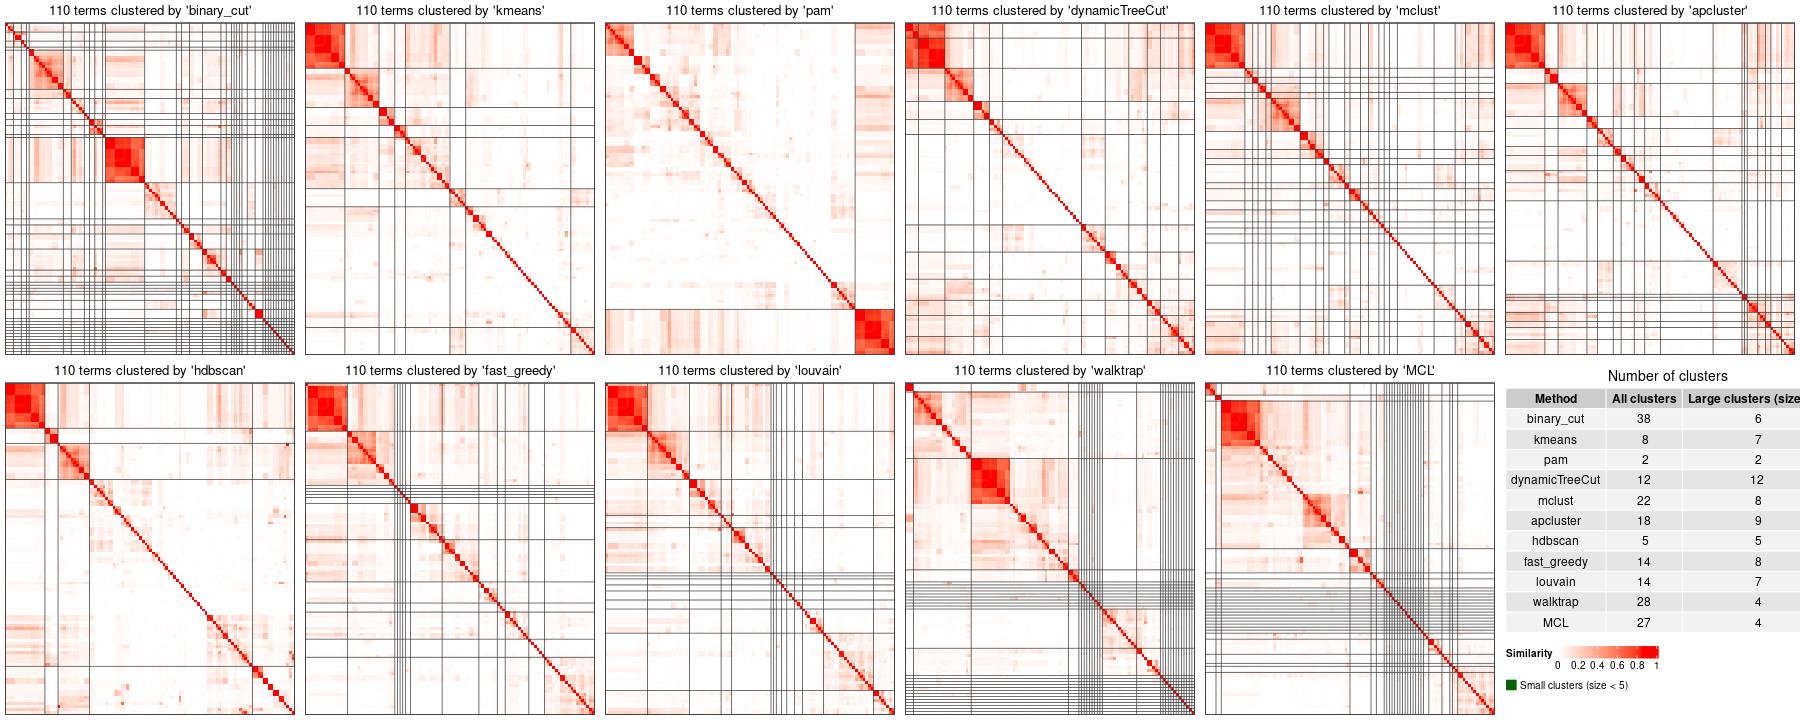 110 terms clustered by 'binary_cut'
110 terms clustered by 'kmeans'
110 terms clustered by 'pam'
110 terms clustered by 'dynamicTreeCut'
110 terms clustered by 'mclust'
110 terms clustered by 'apcluster'
110 terms clustered by 'hdbscan'
110 terms clustered by 'fast_greedy'
110 terms clustered by 'louvain'
110 terms clustered by 'walktrap'
110 terms clustered by 'MCL'
Number of clusters
Method All clusters Large clusters (size
binary_cut 38 6
kmeans 8 7
pam 2 2
dynamicTreeCut 12 12
mclust 22 8
apcluster 18 9
hdbscan 5 5
fast_greedy 14 8
louvain 14 7
walktrap 28 4
MCL 27 4
Similarity
0 0.2 0.4 0.6 0.8 1
Small clusters (size < 5)